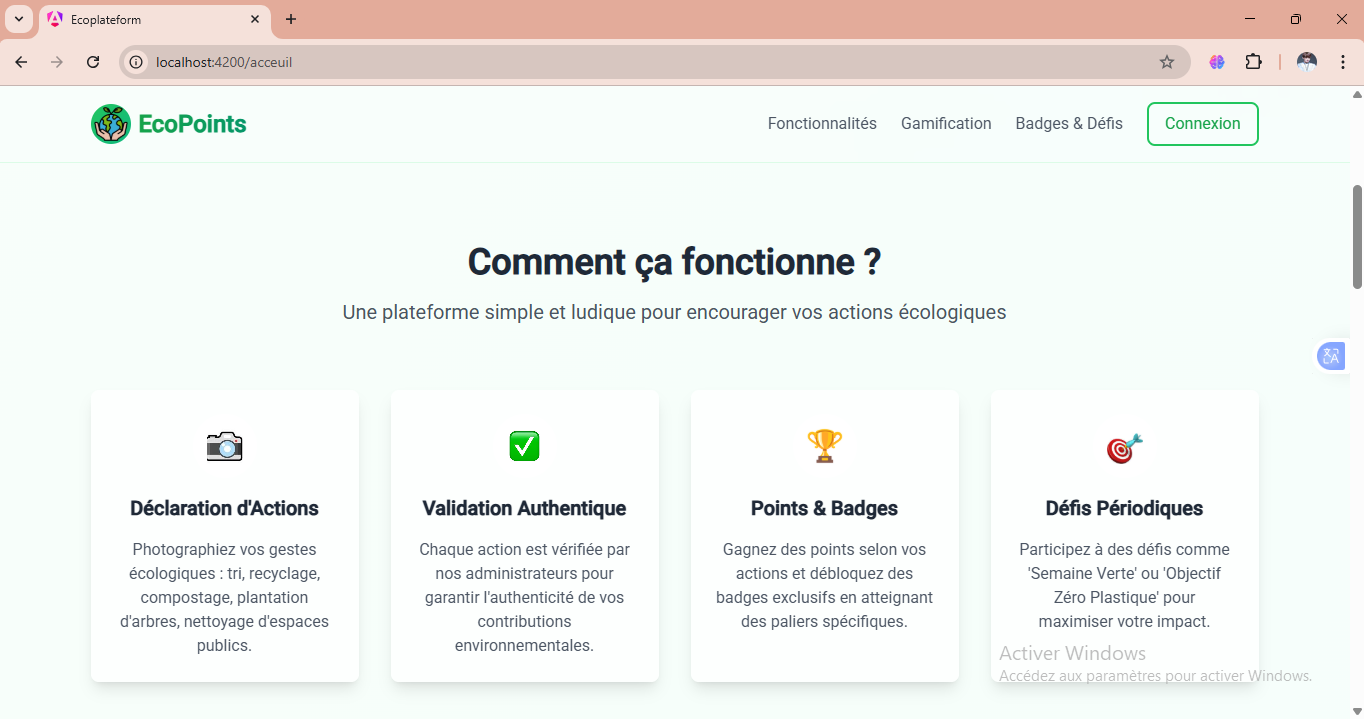 Ecoplateform
localhost:4200/acceuil
EcoPoints
Fonctionnalités
Gamification
Badges & Défis
Connexion
Comment ça fonctionne ?
Une plateforme simple et ludique pour encourager vos actions écologiques
Déclaration d'Actions
Photographiez vos gestes
écologiques : tri, recyclage,
compostage, plantation
d'arbres, nettoyage d'espaces
publics.
Validation Authentique
Chaque action est vérifiée par
nos administrateurs pour
garantir l'authenticité de vos
contributions
environnementales.
Points & Badges
Gagnez des points selon vos
actions et débloquez des
badges exclusifs en atteignant
des paliers spécifiques.
Défis Périodiques
Participez à des défis comme
'Semaine Verte' ou 'Objectif
Zéro Plastique' pour
maximiser votre impact.
Activer Windows
Accédez aux paramètres pour activer Windows.